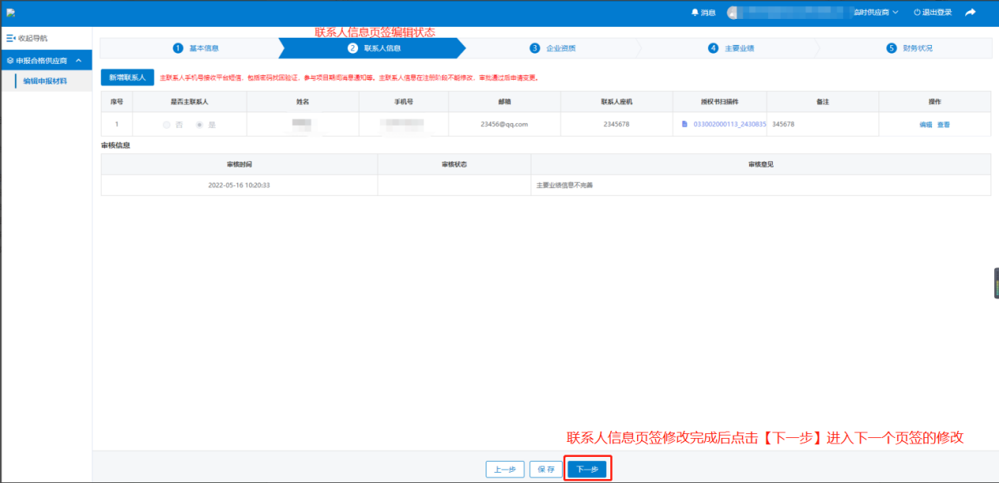 消息 临时供应商 退出登录
收起导航
联系人信息页签编辑状态
1 基本信息 2 联系人信息 3 企业资质 4 主要业绩 5 财务状况
申报合格供应商
编辑申报材料
新增联系人 主联系人手机号接收平台短信，包括密码找回验证、参与项目期间消息通知等。主联系人信息在注册阶段不能修改，审批通过后申请变更。
序号 是否主联系人 姓名 手机号 邮箱 联系人座机 授权书扫描件 备注 操作
1 否 是 23456@qq.com 2345678 033002000113_2430835 345678 编辑 查看
审核信息
审核时间 审核状态 审核意见
2022-05-16 10:20:33 主要业绩信息不完善
联系人信息页签修改完成后点击【下一步】进入下一个页签的修改
上一步 保存 下一步